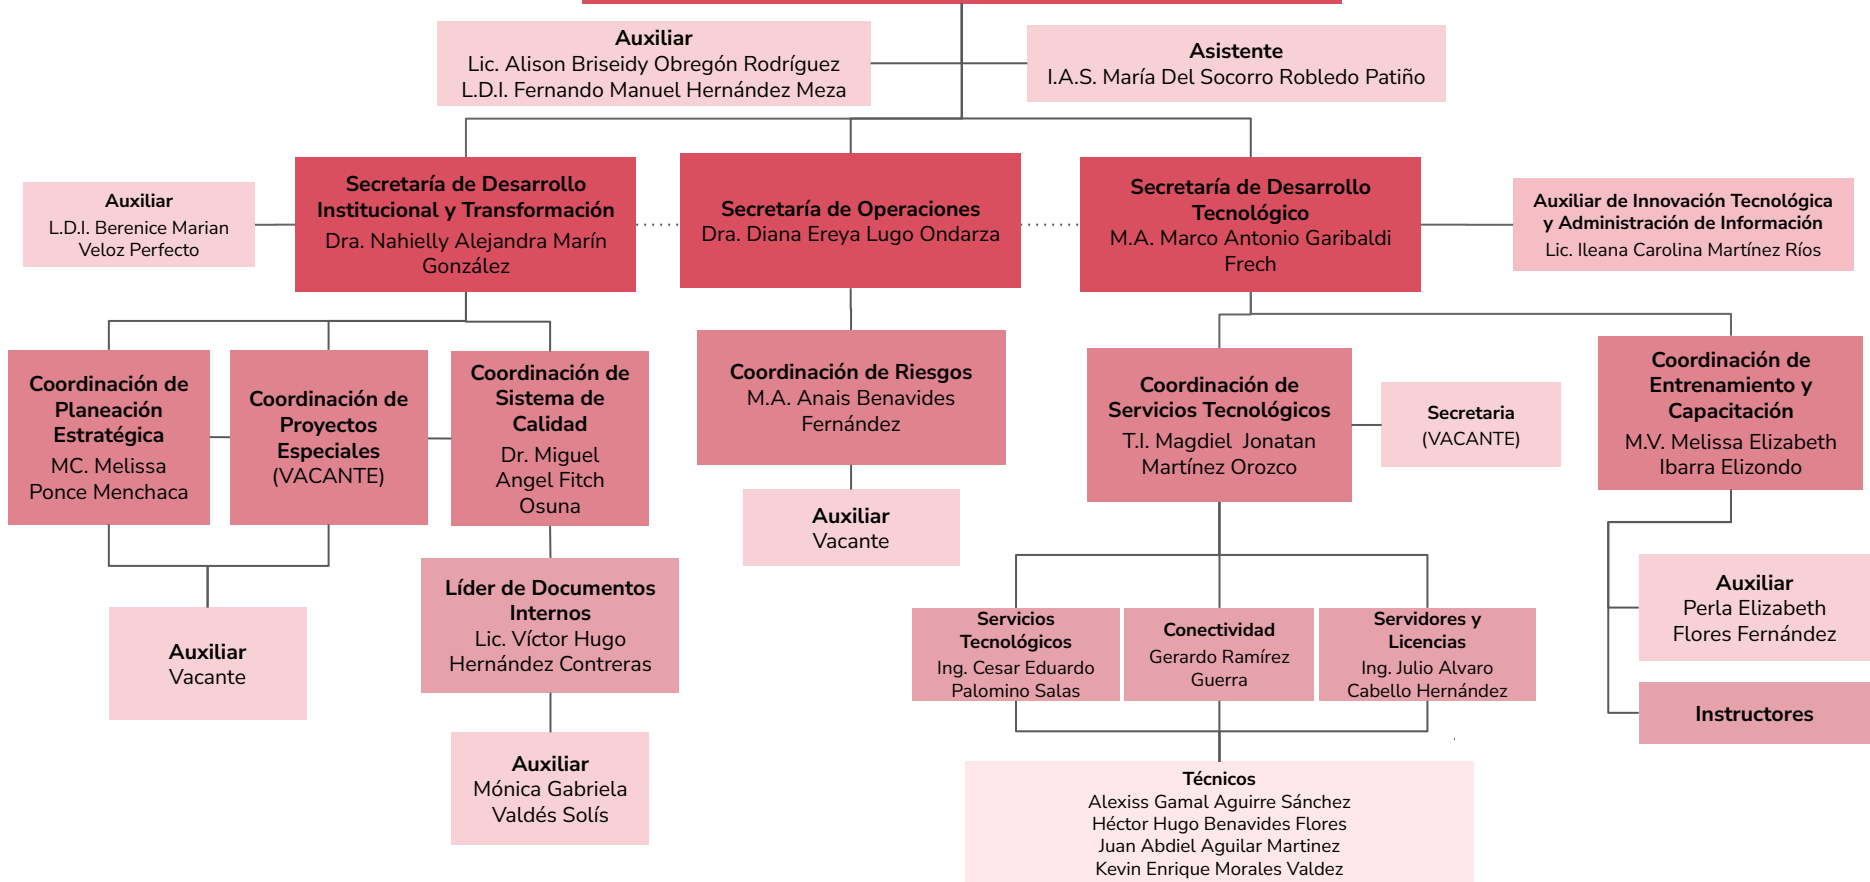 Auxiliar
Lic. Alison Briseidy Obregón Rodríguez
L.D.I. Fernando Manuel Hernández Meza
Asistente
I.A.S. María Del Socorro Robledo Patiño
Auxiliar
L.D.I. Berenice Marian
Veloz Perfecto
Secretaría de Desarrollo
Institucional y Transformación
Dra. Nahielly Alejandra Marín
González
Secretaría de Operaciones
Dra. Diana Ereya Lugo Ondarza
Secretaría de Desarrollo
Tecnológico
M.A. Marco Antonio Garibaldi
Frech
Auxiliar de Innovación Tecnológica
y Administración de Información
Lic. Ileana Carolina Martínez Ríos
Coordinación de
Planeación
Estratégica
MC. Melissa
Ponce Menchaca
Coordinación de
Proyectos
Especiales
(VACANTE)
Coordinación de
Sistema de
Calidad
Dr. Miguel
Angel Fitch
Osuna
Coordinación de Riesgos
M.A. Anais Benavides
Fernández
Coordinación de
Servicios Tecnológicos
T.I. Magdiel  Jonatan
Martínez Orozco
Secretaria
(VACANTE)
Coordinación de
Entrenamiento y
Capacitación
M.V. Melissa Elizabeth
Ibarra Elizondo
Auxiliar
Vacante
Auxiliar
Vacante
Líder de Documentos
Internos
Lic. Víctor Hugo
Hernández Contreras
Auxiliar
Mónica Gabriela
Valdés Solís
Servicios
Tecnológicos
Ing. Cesar Eduardo
Palomino Salas
Conectividad
Gerardo Ramírez
Guerra
Servidores y
Licencias
Ing. Julio Alvaro
Cabello Hernández
Auxiliar
Perla Elizabeth
Flores Fernández
Instructores
Técnicos
Alexiss Gamal Aguirre Sánchez
Héctor Hugo Benavides Flores
Juan Abdiel Aguilar Martinez
Kevin Enrique Morales Valdez